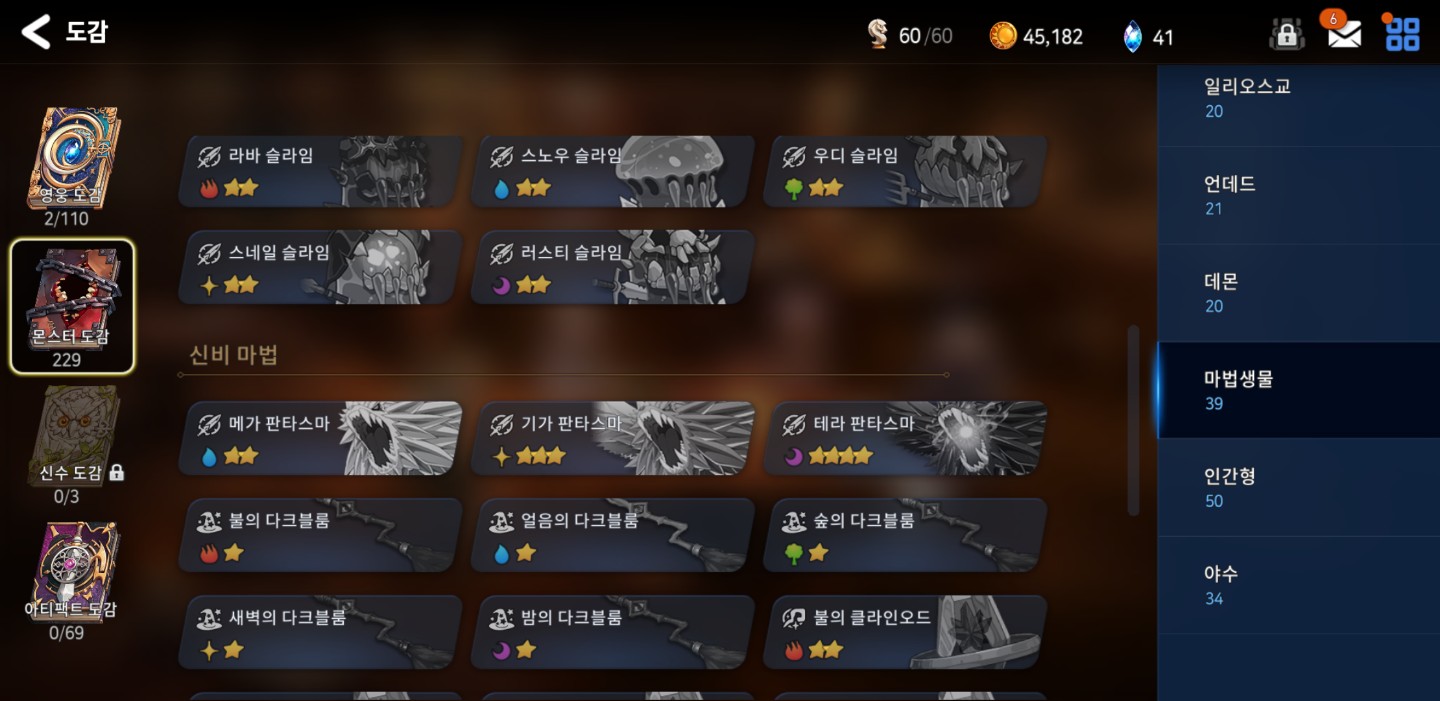 도감
60/60
45,182
41
6
영웅 도감
2/110
몬스터 도감
229
신수 도감
0/3
아티팩트 도감
0/69
라바 슬라임
스노우 슬라임
우디 슬라임
스네일 슬라임
러스티 슬라임
신비 마법
메가 판타스마
기가 판타스마
테라 판타스마
불의 다크블룸
얼음의 다크블룸
숲의 다크블룸
새벽의 다크블룸
밤의 다크블룸
불의 클라인오드
일리오스교
20
언데드
21
데몬
20
마법생물
39
인간형
50
야수
34